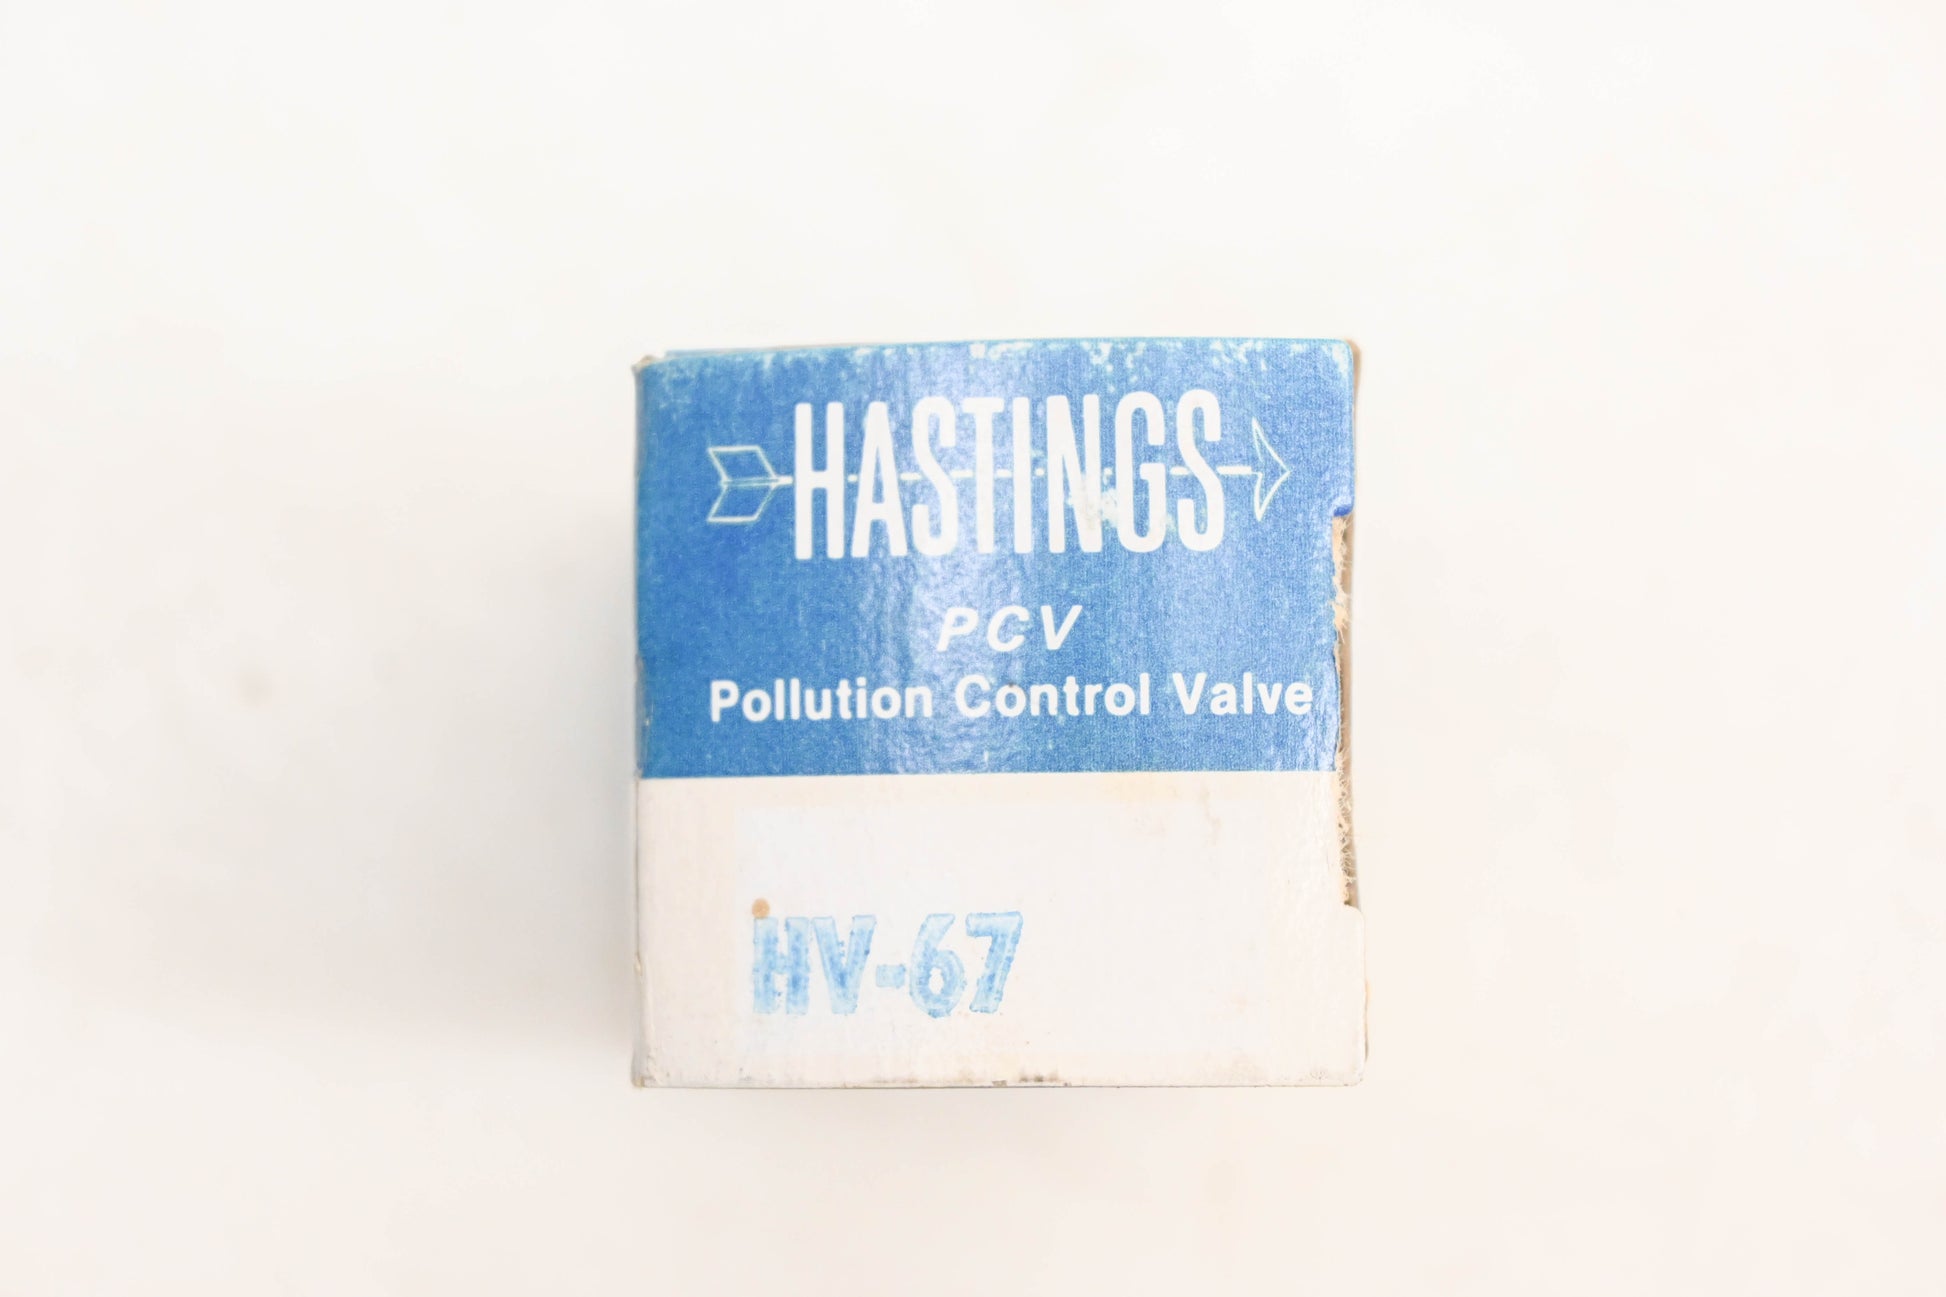 HASTINGS
PCV
Pollution Control Valve
HV-67